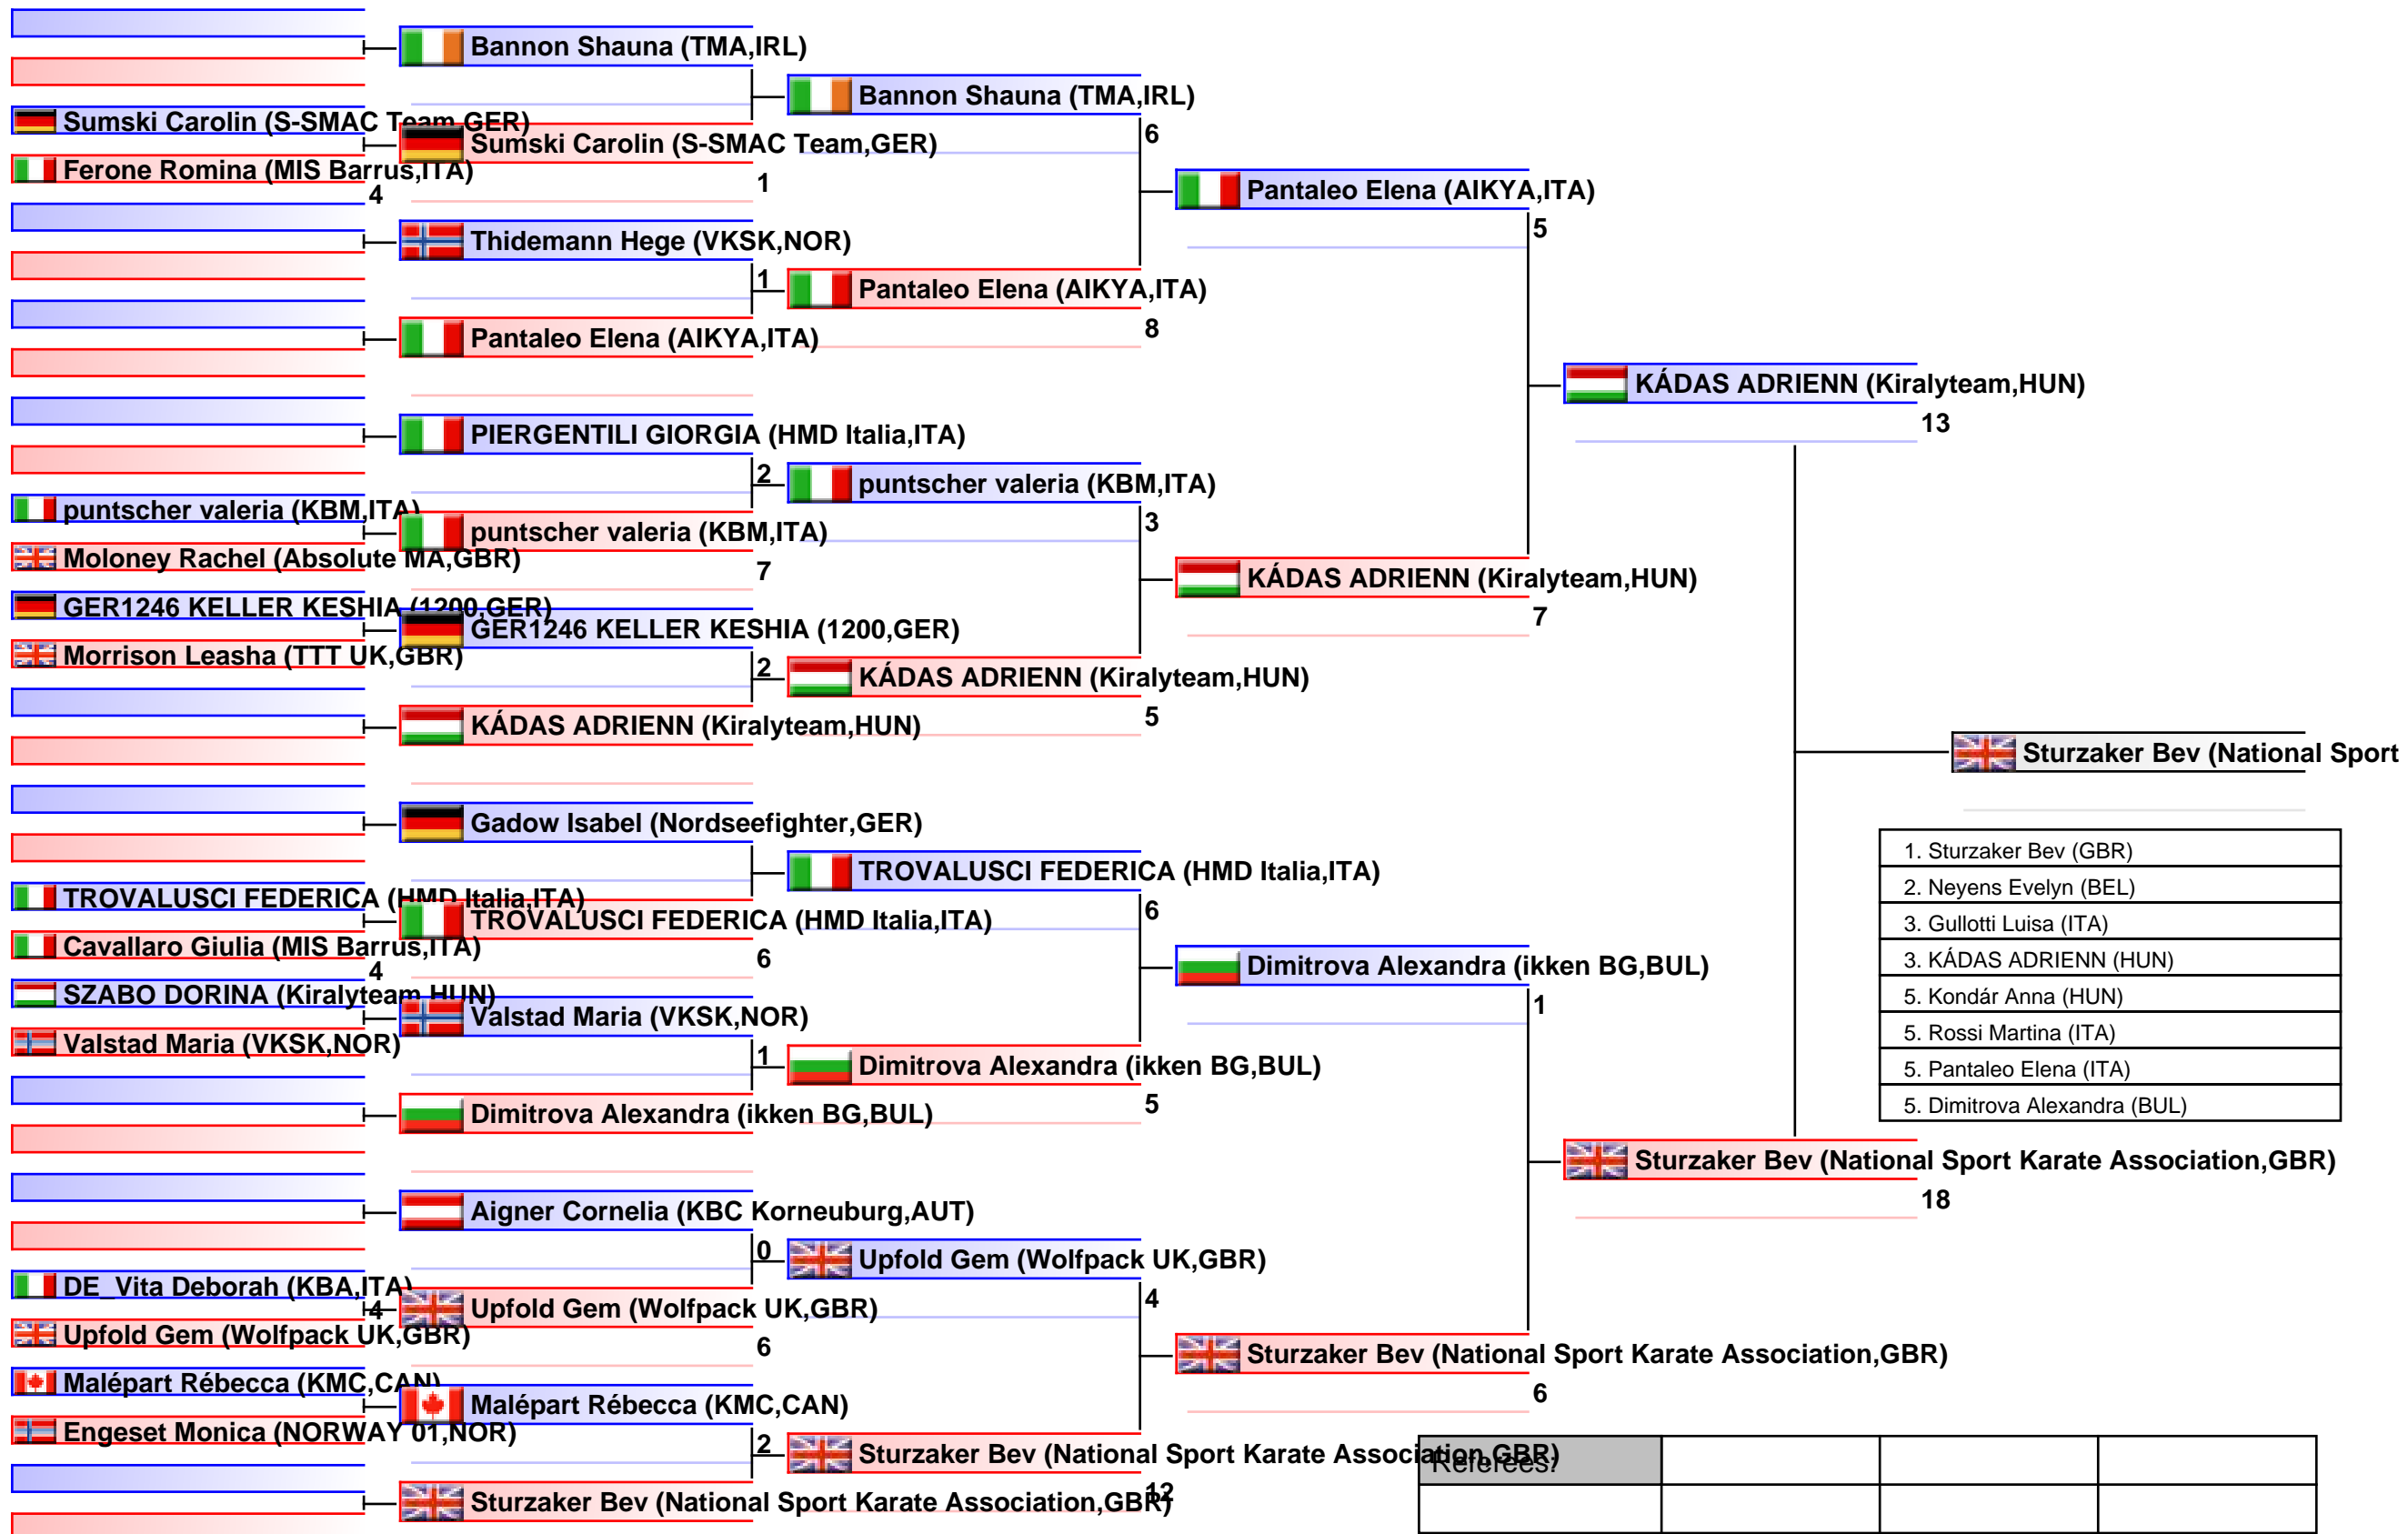 Sumski Carolin (S-SMAC Team,GER)
Ferone Romina (MIS Barrus,ITA)
4
puntscher valeria (KBM,ITA)
Moloney Rachel (Absolute MA,GBR)
GER1246 KELLER KESHIA (1200,GER)
Morrison Leasha (TTT UK,GBR)
TROVALUSCI FEDERICA (HMD Italia,ITA)
Cavallaro Giulia (MIS Barrus,ITA)
4
SZABO DORINA (Kiralyteam,HUN)
Valstad Maria (VKSK,NOR)
DE_Vita Deborah (KBA,ITA)
4
Upfold Gem (Wolfpack UK,GBR)
Malépart Rébecca (KMC,CAN)
Engeset Monica (NORWAY 01,NOR)
Bannon Shauna (TMA,IRL)
Sumski Carolin (S-SMAC Team,GER)
1
Thidemann Hege (VKSK,NOR)
1
Pantaleo Elena (AIKYA,ITA)
PIERGENTILI GIORGIA (HMD Italia,ITA)
2
puntscher valeria (KBM,ITA)
7
GER1246 KELLER KESHIA (1200,GER)
2
KÁDAS ADRIENN (Kiralyteam,HUN)
Gadow Isabel (Nordseefighter,GER)
TROVALUSCI FEDERICA (HMD Italia,ITA)
6
Valstad Maria (VKSK,NOR)
1
Dimitrova Alexandra (ikken BG,BUL)
Aigner Cornelia (KBC Korneuburg,AUT)
0
Upfold Gem (Wolfpack UK,GBR)
6
Malépart Rébecca (KMC,CAN)
2
Sturzaker Bev (National Sport Karate Association,GBR)
Bannon Shauna (TMA,IRL)
6
Pantaleo Elena (AIKYA,ITA)
8
puntscher valeria (KBM,ITA)
3
KÁDAS ADRIENN (Kiralyteam,HUN)
5
TROVALUSCI FEDERICA (HMD Italia,ITA)
6
Dimitrova Alexandra (ikken BG,BUL)
5
Upfold Gem (Wolfpack UK,GBR)
4
Sturzaker Bev (National Sport Karate Association,GBR)
12
Pantaleo Elena (AIKYA,ITA)
5
KÁDAS ADRIENN (Kiralyteam,HUN)
7
Dimitrova Alexandra (ikken BG,BUL)
1
Sturzaker Bev (National Sport Karate Association,GBR)
6
KÁDAS ADRIENN (Kiralyteam,HUN)
13
Sturzaker Bev (National Sport Karate Association,GBR)
18
Sturzaker Bev (National Sport
1. Sturzaker Bev (GBR)
2. Neyens Evelyn (BEL)
3. Gullotti Luisa (ITA)
3. KÁDAS ADRIENN (HUN)
5. Kondár Anna (HUN)
5. Rossi Martina (ITA)
5. Pantaleo Elena (ITA)
5. Dimitrova Alexandra (BUL)
Referees: